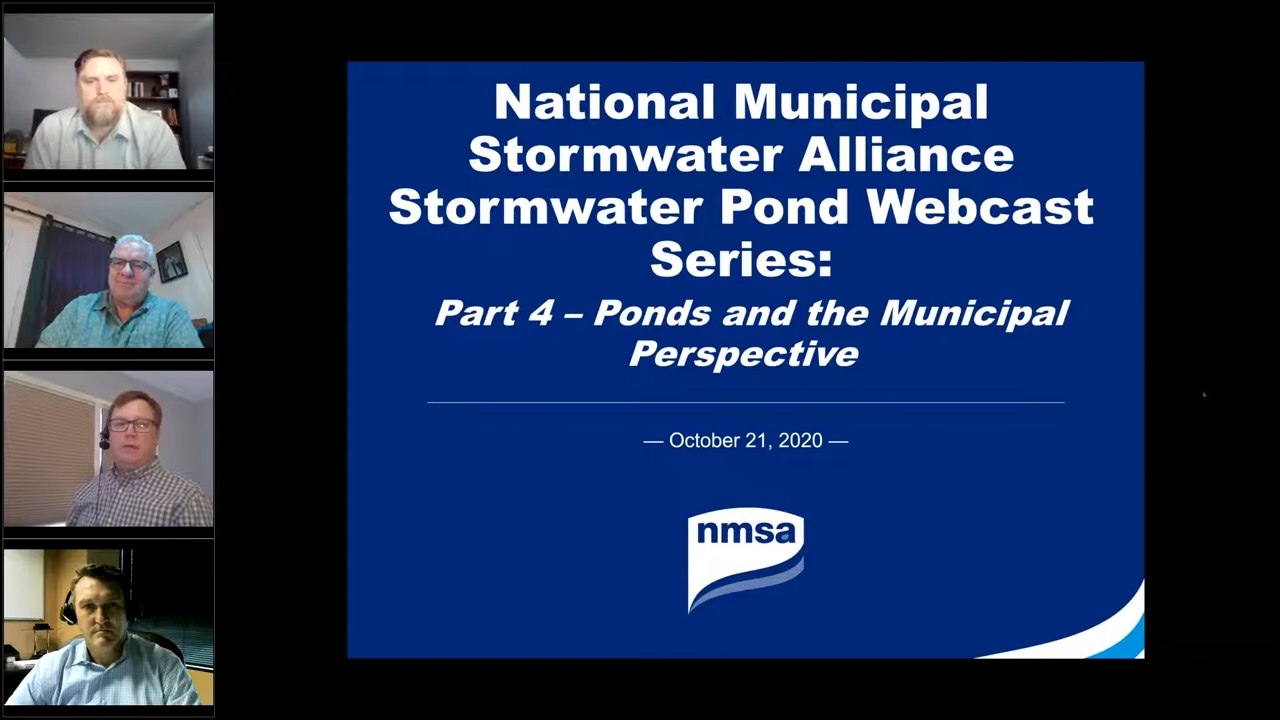 National Municipal
Stormwater Alliance
Stormwater Pond Webcast
Series:
Part 4 – Ponds and the Municipal
Perspective
— October 21, 2020 —
nmsa